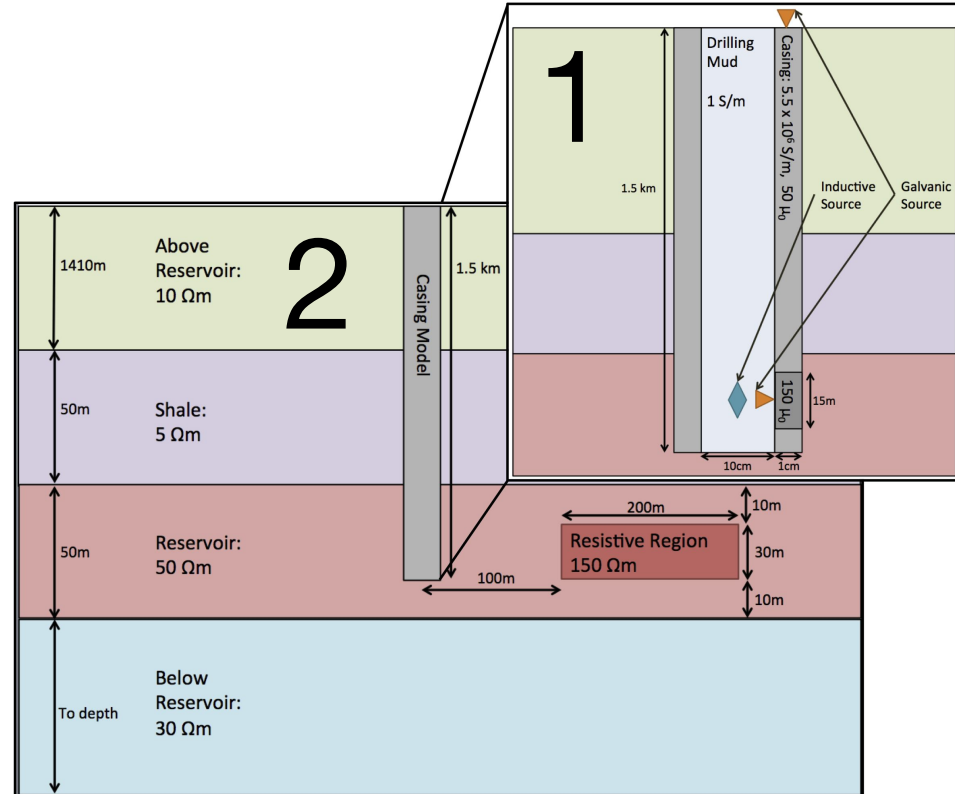 1
Drilling
Mud
1 S/m
Casing: 5.5 x 10⁶ S/m, 50 μ₀
1.5 km
Inductive
Source
Galvanic
Source
150 μ₀
15m
10cm
1cm
2
1410m
Above
Reservoir:
10 Ωm
Casing Model
1.5 km
50m
Shale:
5 Ωm
50m
Reservoir:
50 Ωm
100m
200m
Resistive Region
150 Ωm
10m
30m
10m
To depth
Below
Reservoir:
30 Ωm